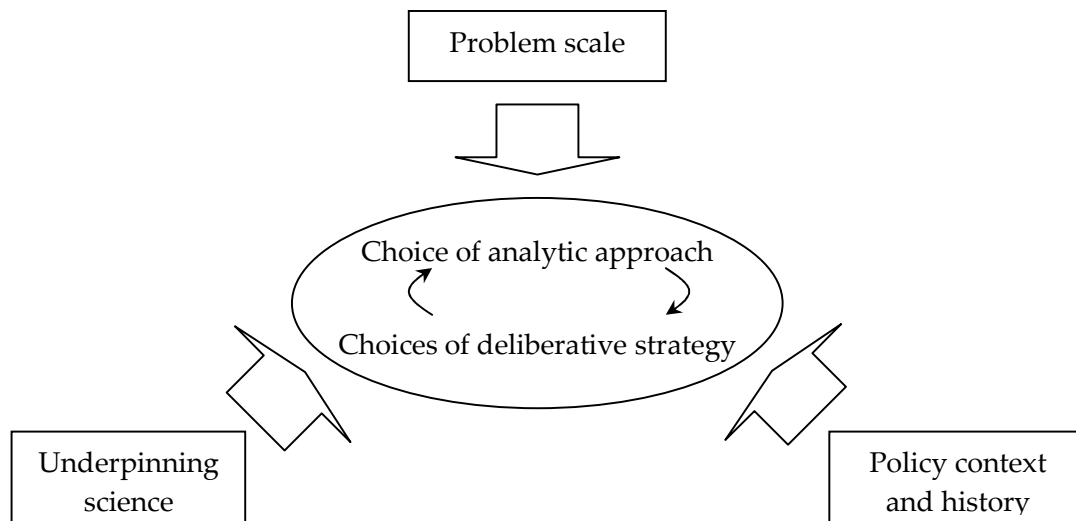 Problem scale
Choice of analytic approach
Choices of deliberative strategy
Underpinning
science
Policy context
and history